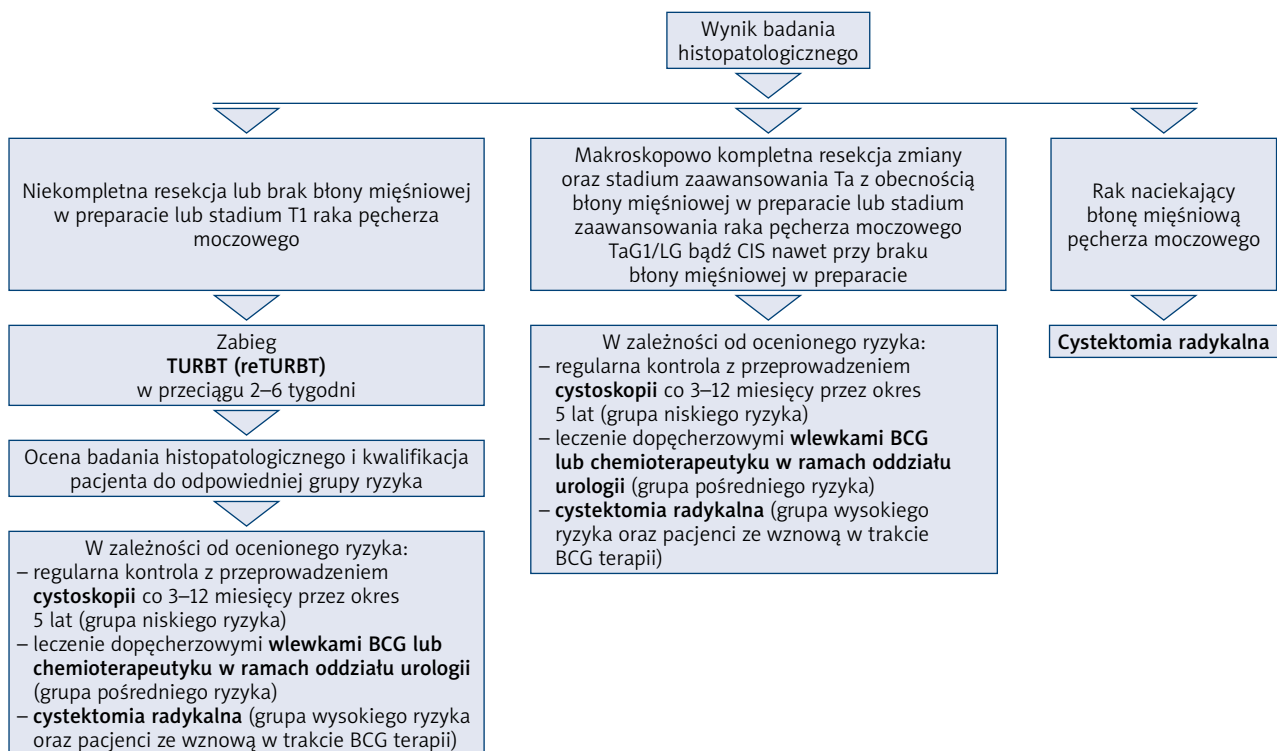 Wynik badania
histopatologicznego
Niekompletna resekcja lub brak błony mięśniowej
w preparacie lub stadium T1 raka pęcherza
moczowego
Zabieg
TURBT (reTURBT)
w przeciągu 2–6 tygodni
Ocena badania histopatologicznego i kwalifikacja
pacjenta do odpowiedniej grupy ryzyka
W zależności od ocenionego ryzyka:
– regularna kontrola z przeprowadzeniem
cystoskopii co 3–12 miesięcy przez okres
5 lat (grupa niskiego ryzyka)
– leczenie dopęcherzowymi wlewkami BCG lub
chemioterapeutyku w ramach oddziału urologii
(grupa pośredniego ryzyka)
– cystektomia radykalna (grupa wysokiego ryzyka
oraz pacjenci ze wznową w trakcie BCG terapii)
Makroskopowo kompletna resekcja zmiany
oraz stadium zaawansowania Ta z obecnością
błony mięśniowej w preparacie lub stadium
zaawansowania raka pęcherza moczowego
TaG1/LG bądź CIS nawet przy braku
błony mięśniowej w preparacie
W zależności od ocenionego ryzyka:
– regularna kontrola z przeprowadzeniem
cystoskopii co 3–12 miesięcy przez okres
5 lat (grupa niskiego ryzyka)
– leczenie dopęcherzowymi wlewkami BCG
lub chemioterapeutyku w ramach oddziału
urologii (grupa pośredniego ryzyka)
– cystektomia radykalna (grupa wysokiego
ryzyka oraz pacjenci ze wznową w trakcie
BCG terapii)
Rak naciekający
błonę mięśniową
pęcherza moczowego
Cystektomia radykalna